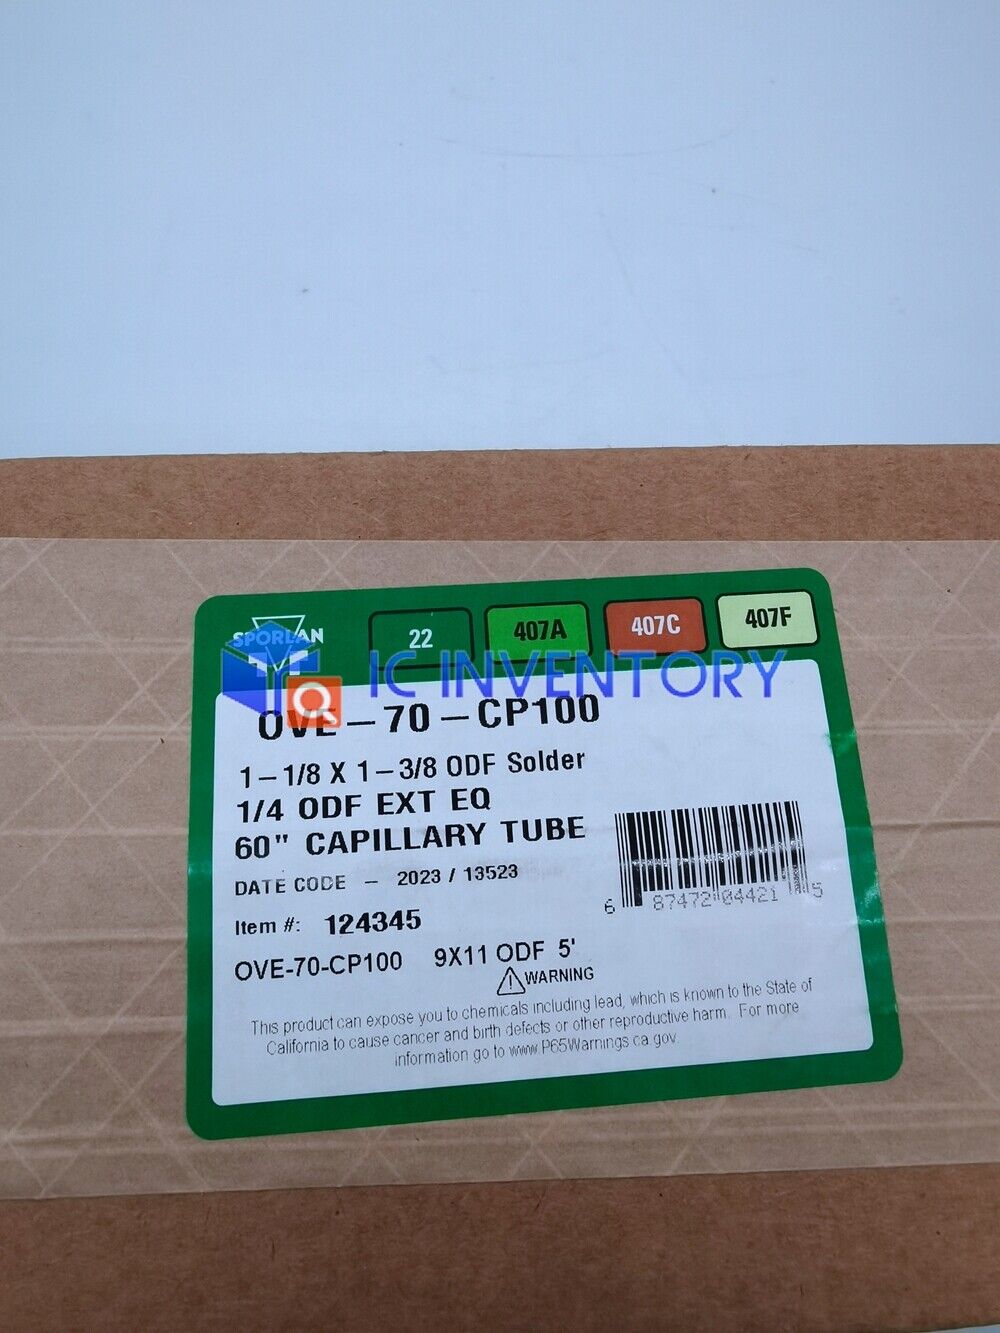 SPORLAN
22
407A
407C
407F
IC INVENTORY
OVE-70-CP100
1-1/8 X 1-3/8 ODF Solder
1/4 ODF EXT EQ
60" CAPILLARY TUBE
DATE CODE - 2023 / 13523
6 87472 04421 5
Item #: 124345
OVE-70-CP100 9X11 ODF 5'
WARNING
This product can expose you to chemicals including lead, which is known to the State of
California to cause cancer and birth defects or other reproductive harm. For more
information go to www.P65Warnings.ca.gov.